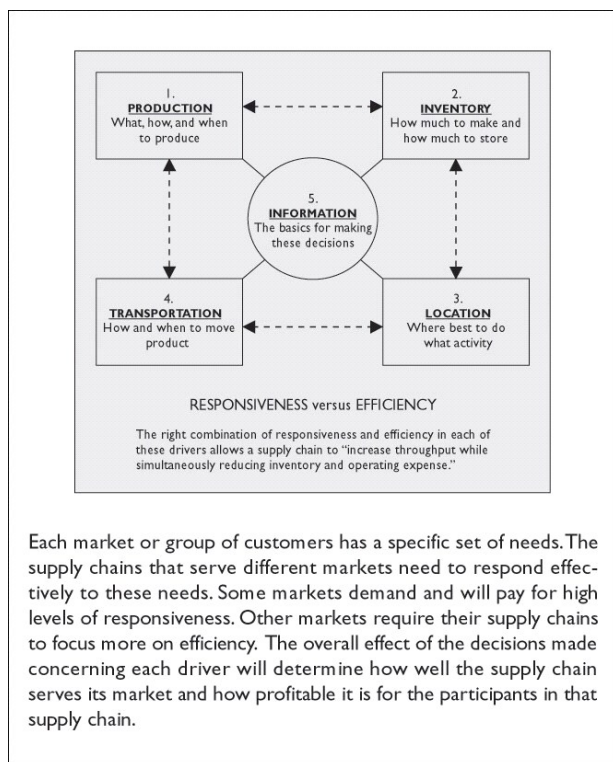 1.
PRODUCTION
What, how, and when
to produce
2.
INVENTORY
How much to make and
how much to store
5.
INFORMATION
The basics for making
these decisions
4.
TRANSPORTATION
How and when to move
product
3.
LOCATION
Where best to do
what activity
RESPONSIVENESS versus EFFICIENCY
The right combination of responsiveness and efficiency in each of
these drivers allows a supply chain to “increase throughput while
simultaneously reducing inventory and operating expense.”
Each market or group of customers has a specific set of needs. The
supply chains that serve different markets need to respond effec-
tively to these needs. Some markets demand and will pay for high
levels of responsiveness. Other markets require their supply chains
to focus more on efficiency. The overall effect of the decisions made
concerning each driver will determine how well the supply chain
serves its market and how profitable it is for the participants in that
supply chain.